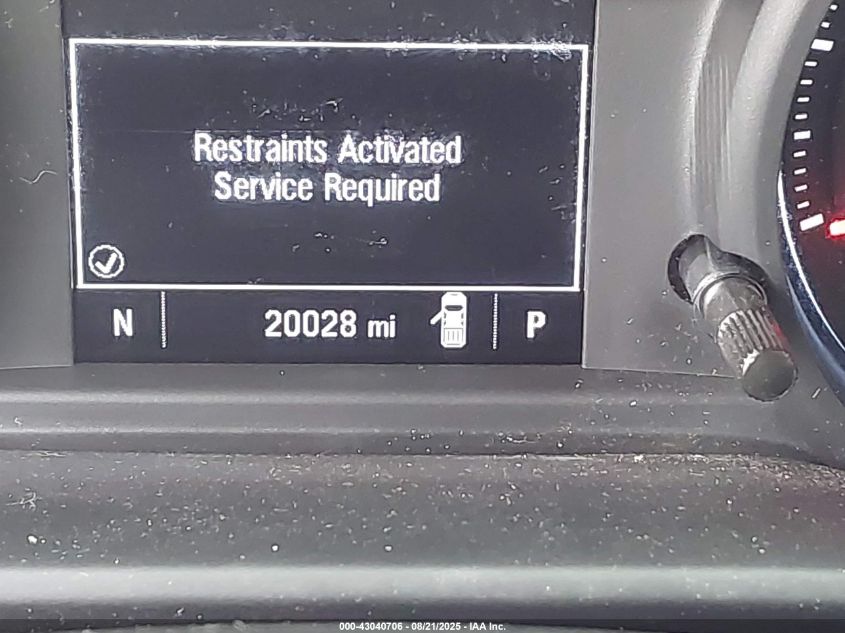 Restraints Activated
Service Required
N 20028 mi P
000-43040706 - 08/21/2025 - IAA Inc.